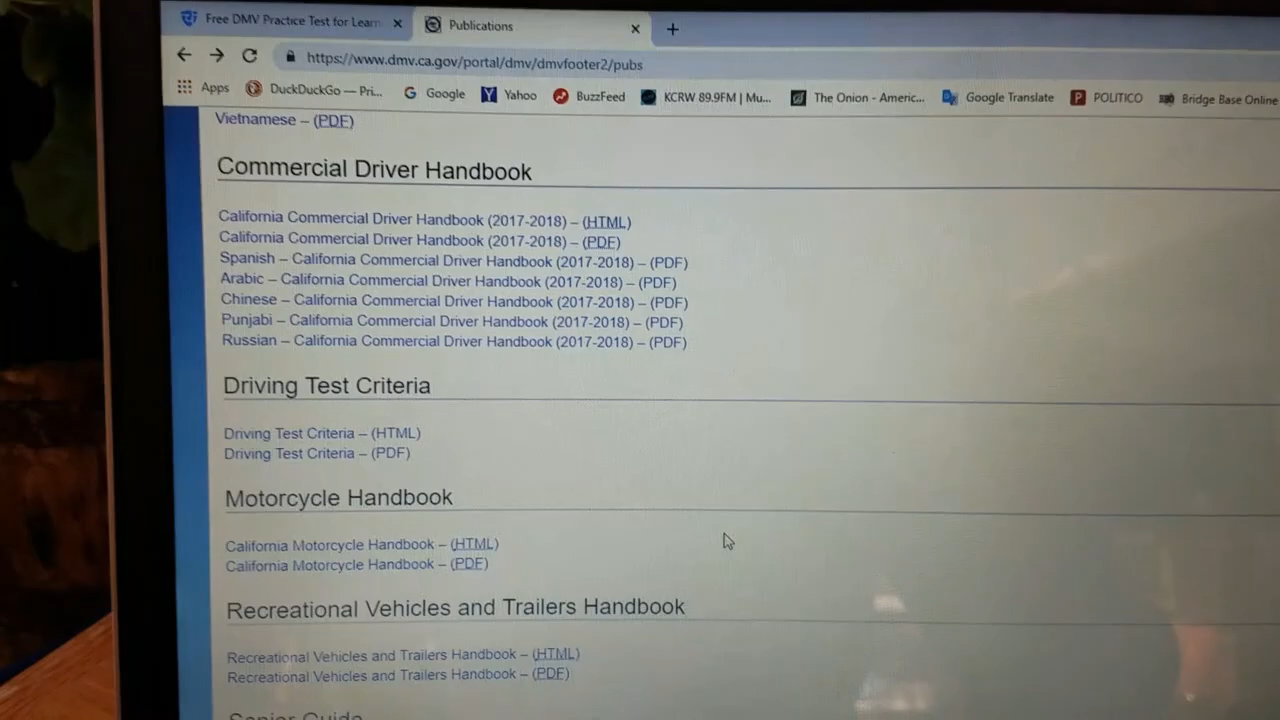 Free DMV Practice Test for Learn
Publications
https://www.dmv.ca.gov/portal/dmv/dmvfooter2/pubs
Apps DuckDuckGo — Pri... Google Yahoo BuzzFeed KCRW 89.9FM | Mu... The Onion - Americ... Google Translate POLITICO Bridge Base Online
Vietnamese – (PDF)
Commercial Driver Handbook
California Commercial Driver Handbook (2017-2018) – (HTML)
California Commercial Driver Handbook (2017-2018) – (PDF)
Spanish – California Commercial Driver Handbook (2017-2018) – (PDF)
Arabic – California Commercial Driver Handbook (2017-2018) – (PDF)
Chinese – California Commercial Driver Handbook (2017-2018) – (PDF)
Punjabi – California Commercial Driver Handbook (2017-2018) – (PDF)
Russian – California Commercial Driver Handbook (2017-2018) – (PDF)
Driving Test Criteria
Driving Test Criteria – (HTML)
Driving Test Criteria – (PDF)
Motorcycle Handbook
California Motorcycle Handbook – (HTML)
California Motorcycle Handbook – (PDF)
Recreational Vehicles and Trailers Handbook
Recreational Vehicles and Trailers Handbook – (HTML)
Recreational Vehicles and Trailers Handbook – (PDF)
Senior Guide